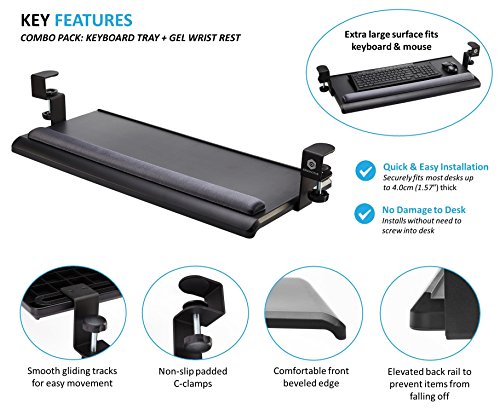 KEY FEATURES
COMBO PACK: KEYBOARD TRAY + GEL WRIST REST
Extra large surface fits
keyboard & mouse
Quick & Easy Installation
Securely fits most desks up
to 4.0cm (1.57") thick
No Damage to Desk
Installs without need to
screw into desk
Smooth gliding tracks
for easy movement
Non-slip padded
C-clamps
Comfortable front
beveled edge
Elevated back rail to
prevent items from
falling off